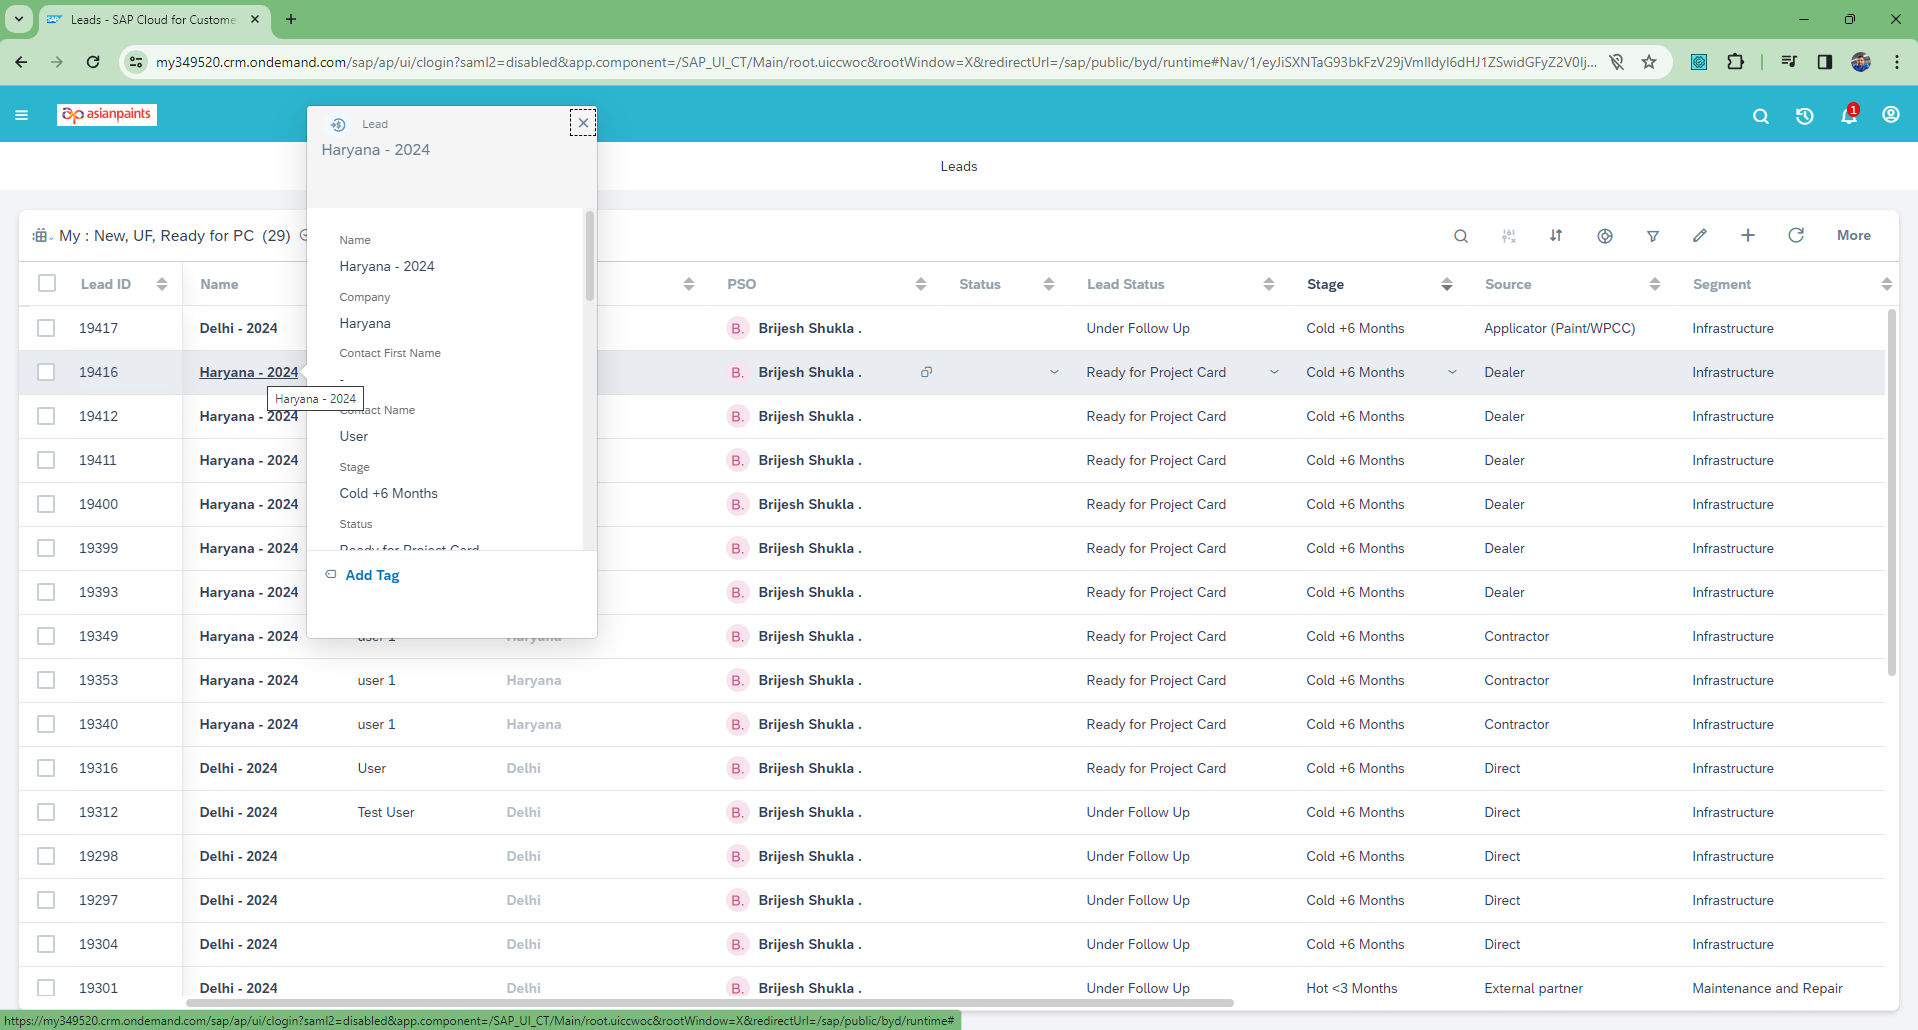 Leads - SAP Cloud for Custome
my349520.crm.ondemand.com/sap/ap/ui/clogin?saml2=disabled&app.component=/SAP_UI_CT/Main/root.uiccwoc&rootWindow=X&redirectUrl=/sap/public/byd/runtime#Nav/1/eyJiSXNTaG93bkFzV29jVmlldyI6dHJ1ZSwidGFyZ2V0Ij...
asianpaints
1
Leads
Lead
Haryana - 2024
Name
Haryana - 2024
Company
Haryana
Contact First Name
-
Contact Name
User
Stage
Cold +6 Months
Status
Ready for Project Card
Add Tag
Haryana - 2024
My : New, UF, Ready for PC (29)
More
Lead ID Name PSO Status Lead Status Stage Source Segment
19417 Delhi - 2024 B. Brijesh Shukla . Under Follow Up Cold +6 Months Applicator (Paint/WPCC) Infrastructure
19416 Haryana - 2024 B. Brijesh Shukla . Ready for Project Card Cold +6 Months Dealer Infrastructure
19412 Haryana - 2024 B. Brijesh Shukla . Ready for Project Card Cold +6 Months Dealer Infrastructure
19411 Haryana - 2024 B. Brijesh Shukla . Ready for Project Card Cold +6 Months Dealer Infrastructure
19400 Haryana - 2024 B. Brijesh Shukla . Ready for Project Card Cold +6 Months Dealer Infrastructure
19399 Haryana - 2024 B. Brijesh Shukla . Ready for Project Card Cold +6 Months Dealer Infrastructure
19393 Haryana - 2024 B. Brijesh Shukla . Ready for Project Card Cold +6 Months Dealer Infrastructure
19349 Haryana - 2024 user 1 Haryana B. Brijesh Shukla . Ready for Project Card Cold +6 Months Contractor Infrastructure
19353 Haryana - 2024 user 1 Haryana B. Brijesh Shukla . Ready for Project Card Cold +6 Months Contractor Infrastructure
19340 Haryana - 2024 user 1 Haryana B. Brijesh Shukla . Ready for Project Card Cold +6 Months Contractor Infrastructure
19316 Delhi - 2024 User Delhi B. Brijesh Shukla . Ready for Project Card Cold +6 Months Direct Infrastructure
19312 Delhi - 2024 Test User Delhi B. Brijesh Shukla . Under Follow Up Cold +6 Months Direct Infrastructure
19298 Delhi - 2024 Delhi B. Brijesh Shukla . Under Follow Up Cold +6 Months Direct Infrastructure
19297 Delhi - 2024 Delhi B. Brijesh Shukla . Under Follow Up Cold +6 Months Direct Infrastructure
19304 Delhi - 2024 Delhi B. Brijesh Shukla . Under Follow Up Cold +6 Months Direct Infrastructure
19301 Delhi - 2024 Delhi B. Brijesh Shukla . Under Follow Up Hot <3 Months External partner Maintenance and Repair
https://my349520.crm.ondemand.com/sap/ap/ui/clogin?saml2=disabled&app.component=/SAP_UI_CT/Main/root.uiccwoc&rootWindow=X&redirectUrl=/sap/public/byd/runtime#